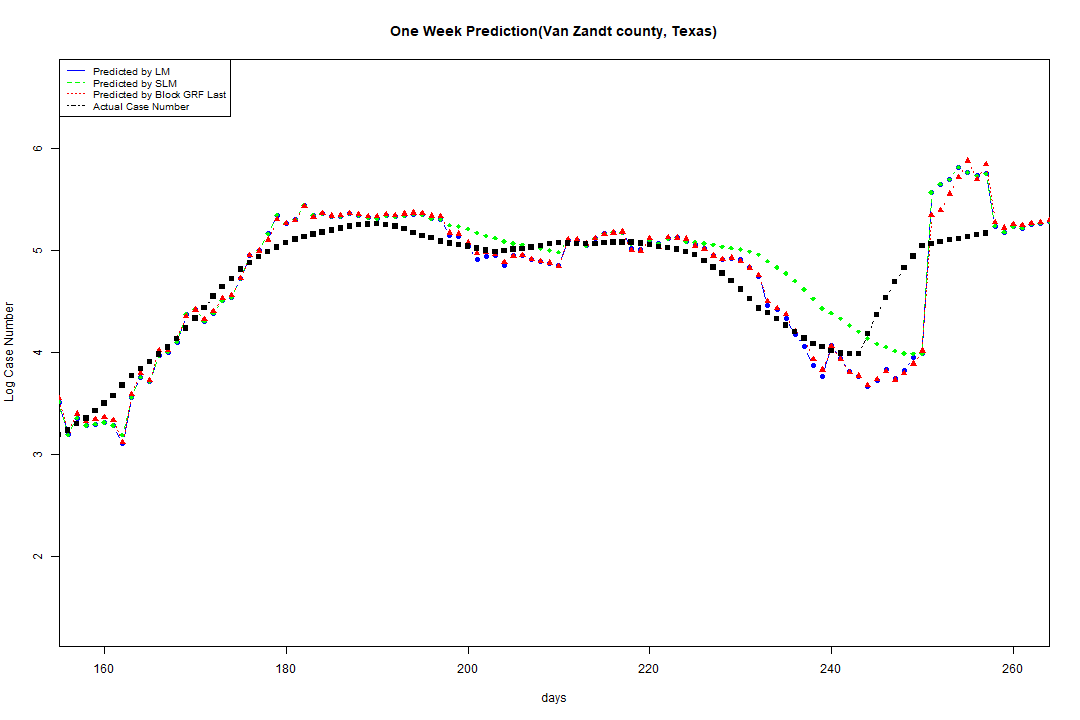 One Week Prediction(Van Zandt county, Texas)
Predicted by LM
Predicted by SLM
Predicted by Block GRF Last
Actual Case Number
6
5
4
3
2
Log Case Number
160 180 200 220 240 260
days